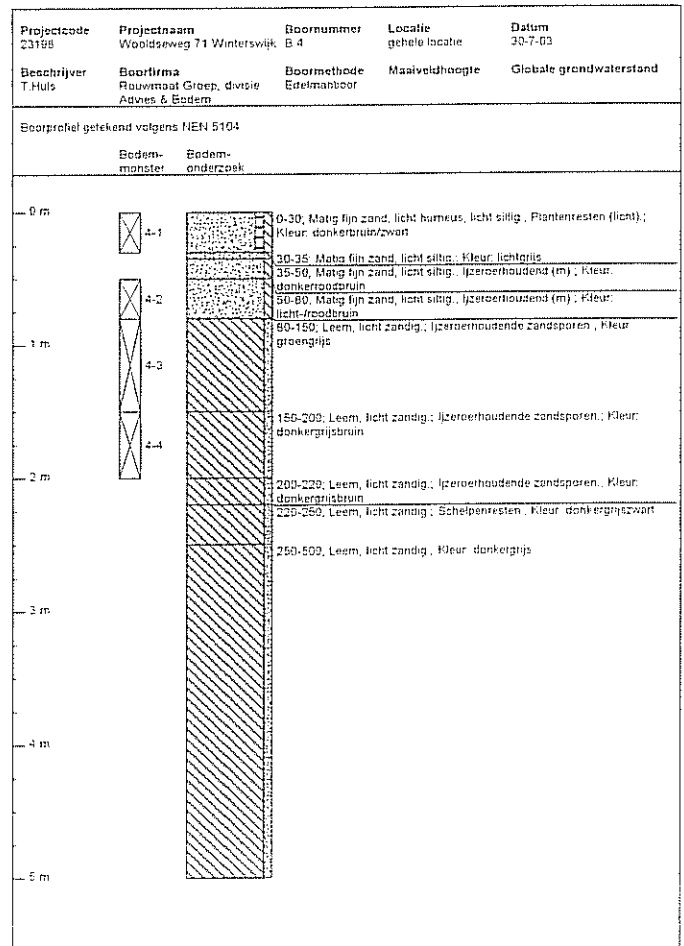 Projectcode Projectnaam Boornummer Locatie Datum
23198 Wooldseweg 71 Winterswijk B 4 gehele locatie 30-7-03
Beschrijver Boorfirma Boormethode Maaiveldhoogte Globale grondwaterstand
T.Huls Rouwmaat Groep, divisie Edelmanboor
Advies & Bodem
Boorprofiel getekend volgens NEN 5104
Bodem- Bodem-
monster onderzoek
0 m
0-30; Matig fijn zand, licht humeus, licht siltig.; Plantenresten (licht).;
4-1
Kleur: donkerbruin/zwart
30-35; Matig fijn zand, licht siltig.; Kleur: lichtgrijs
35-50; Matig fijn zand, licht siltig.; Ijzeroerhoudend (m) ; Kleur:
donkerroodbruin
4-2
50-80; Matig fijn zand, licht siltig.; Ijzeroerhoudend (m) ; Kleur:
licht-/roodbruin
80-150; Leem, licht zandig.; Ijzeroerhoudende zandsporen.; Kleur:
groengrijs
1 m
4-3
150-200; Leem, licht zandig.; Ijzeroerhoudende zandsporen.; Kleur:
donkergrijsbruin
4-4
2 m
200-220; Leem, licht zandig.; Ijzeroerhoudende zandsporen.; Kleur:
donkergrijsbruin
220-250; Leem, licht zandig.; Schelpenresten.; Kleur: donkergrijszwart
250-500; Leem, licht zandig.; Kleur: donkergrijs
3 m
4 m
5 m